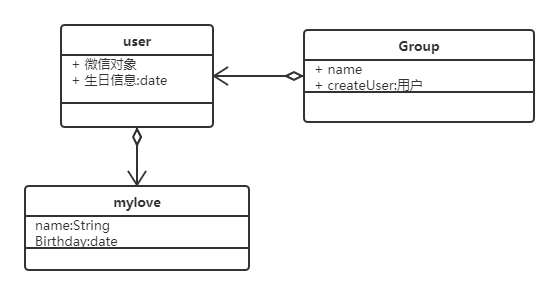 user
+ 微信对象
+ 生日信息:date
Group
+ name
+ createUser:用户
mylove
name:String
Birthday:date